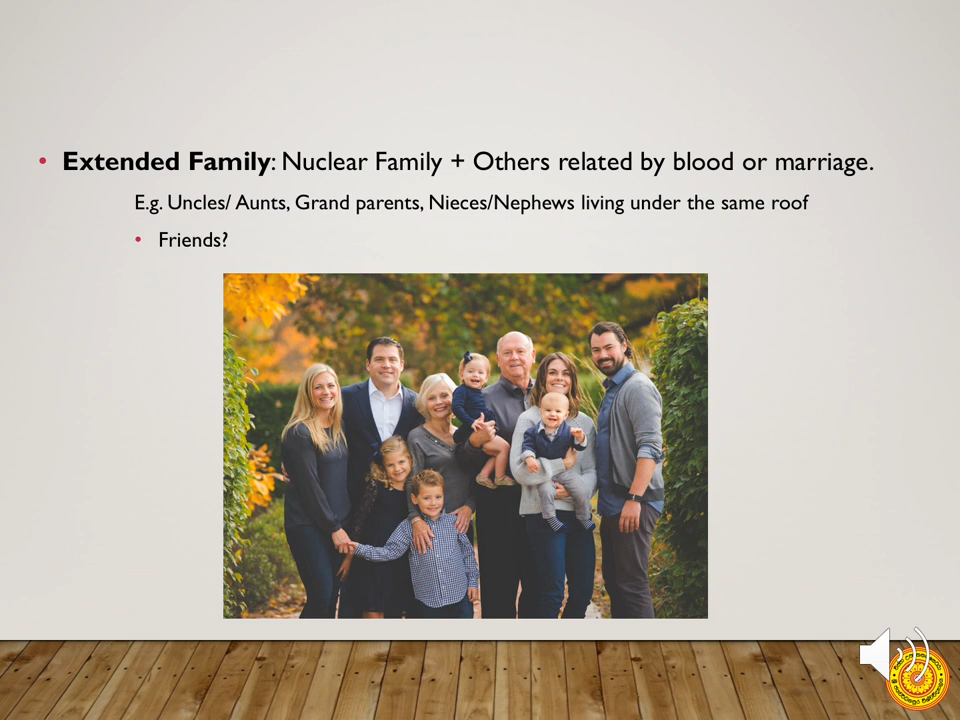 • Extended Family: Nuclear Family + Others related by blood or marriage.
E.g. Uncles/ Aunts, Grand parents, Nieces/Nephews living under the same roof
• Friends?